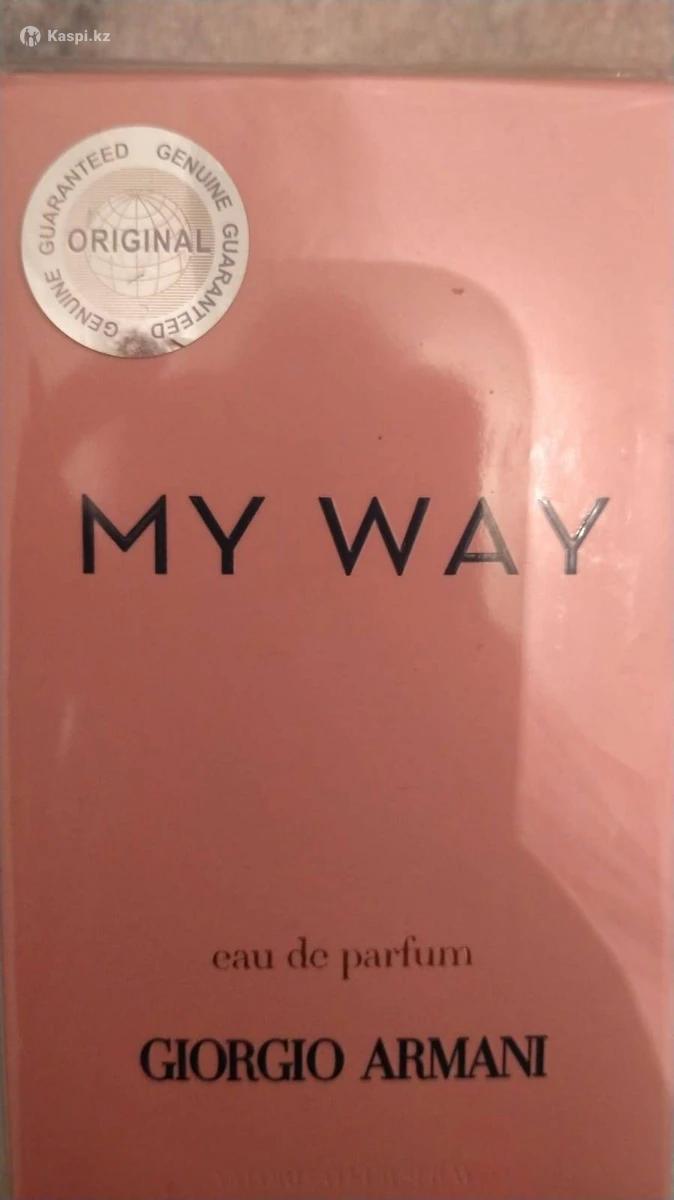 Kaspi.kz
GENUINE GUARANTEED GENUINE GUARANTEED
ORIGINAL
MY WAY
eau de parfum
GIORGIO ARMANI